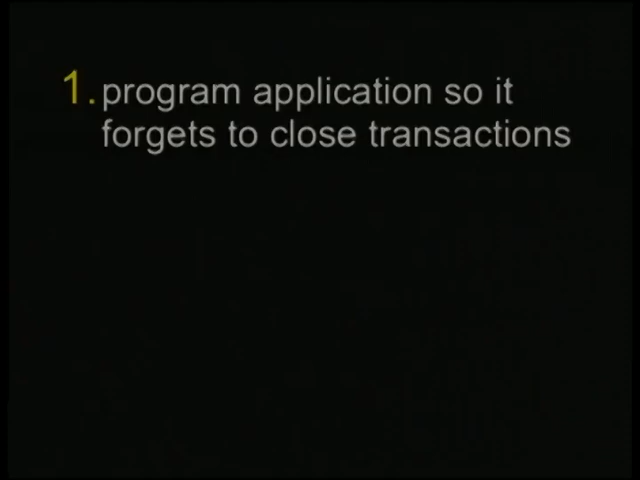 1. program application so it
forgets to close transactions